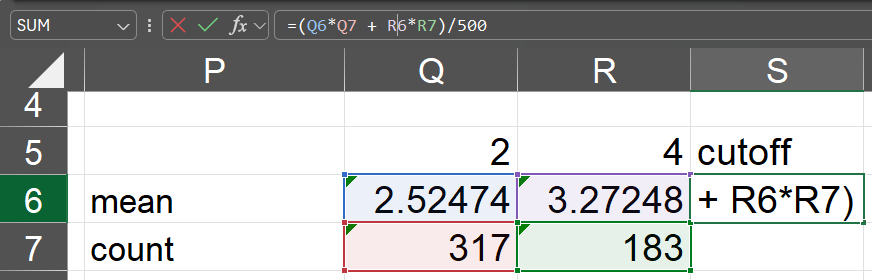 SUM fx =(Q6*Q7 + R6*R7)/500
P Q R S
4
5 2 4 cutoff
6 mean 2.52474 3.27248 + R6*R7)
7 count 317 183